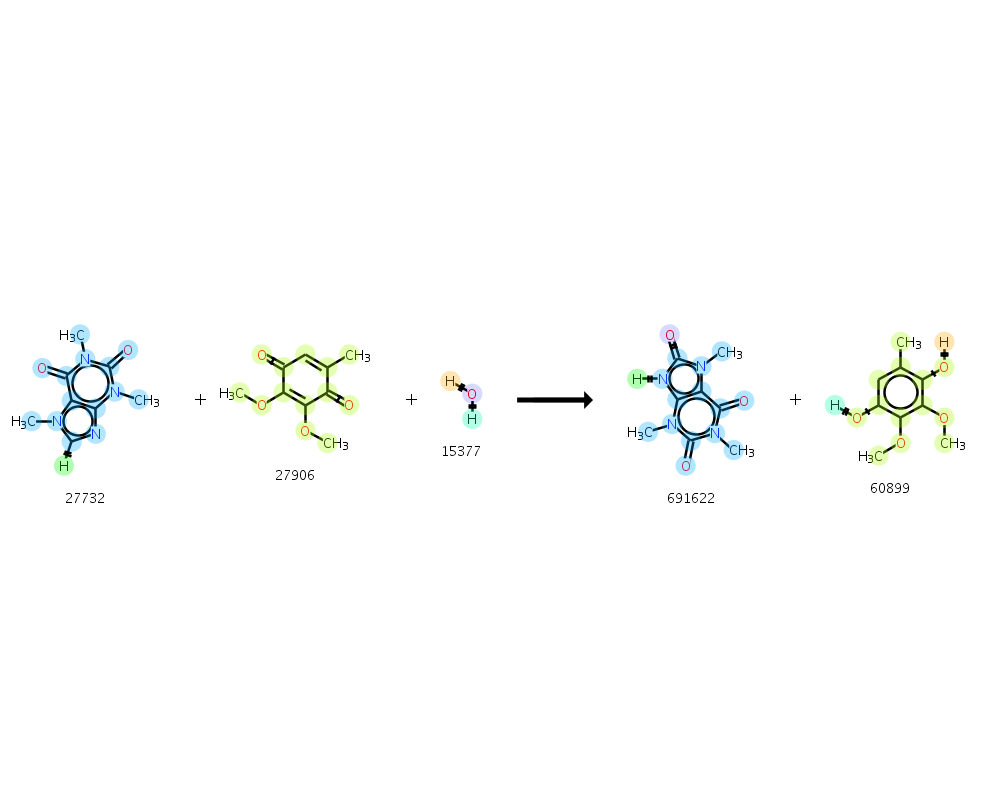 H₃C O
O N
N CH₃
H₃C N
N
H
27732
+
O CH₃
H₃C O O
O CH₃
27906
+
H
O
H
15377
O
N CH₃
H N
O
N
H₃C N
CH₃
O
691622
+
CH₃ H
O
H O
O O
H₃C CH₃
60899